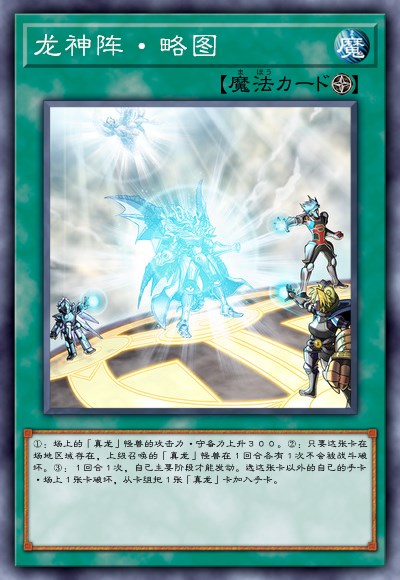 龙神阵・略图
魔
【魔法カード】
まほう
①：场上的「真龙」怪兽的攻击力・守备力上升３００。②：只要这张卡在
场地区域存在，上级召唤的「真龙」怪兽在１回合各有１次不会被战斗破
坏。③：１回合１次，自己主要阶段才能发动。选这张卡以外的自己的手卡
・场上１张卡破坏，从卡组把１张「真龙」卡加入手卡。